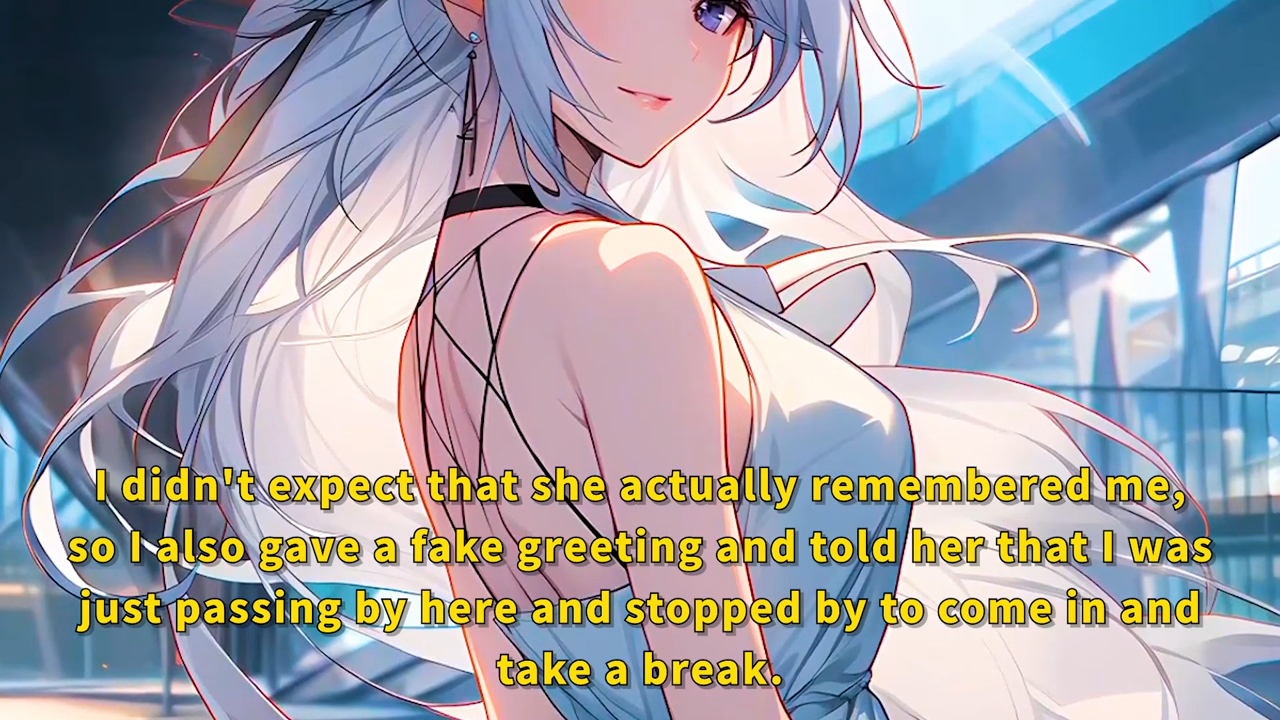 I didn't expect that she actually remembered me,
so I also gave a fake greeting and told her that I was
just passing by here and stopped by to come in and
take a break.